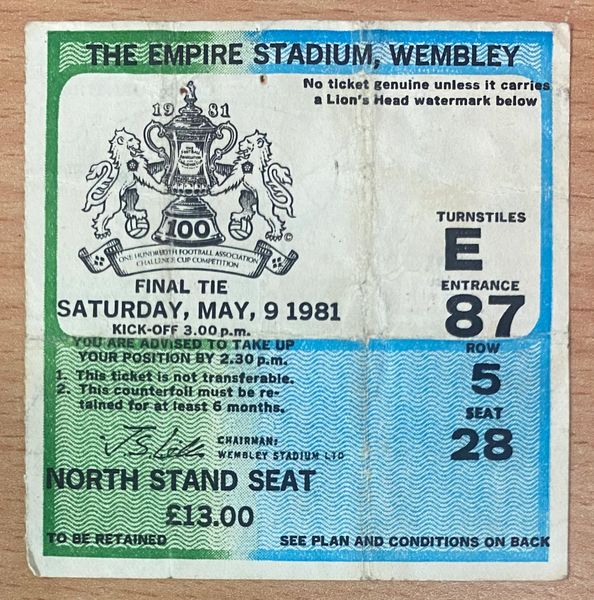 THE EMPIRE STADIUM, WEMBLEY
No ticket genuine unless it carries
a Lion's Head watermark below
1981
THE
FOOTBALL
ASSOCIATION
100
ONE HUNDREDTH FOOTBALL ASSOCIATION
CHALLENGE CUP COMPETITION
©
FINAL TIE
SATURDAY, MAY, 9 1981
KICK-OFF 3.00 p.m.
YOU ARE ADVISED TO TAKE UP
YOUR POSITION BY 2.30 p.m.
1. This ticket is not transferable.
2. This counterfoil must be re-
tained for at least 6 months.
CHAIRMAN:
WEMBLEY STADIUM LTD
NORTH STAND SEAT
£13.00
TO BE RETAINED
TURNSTILES
E
ENTRANCE
87
ROW
5
SEAT
28
SEE PLAN AND CONDITIONS ON BACK